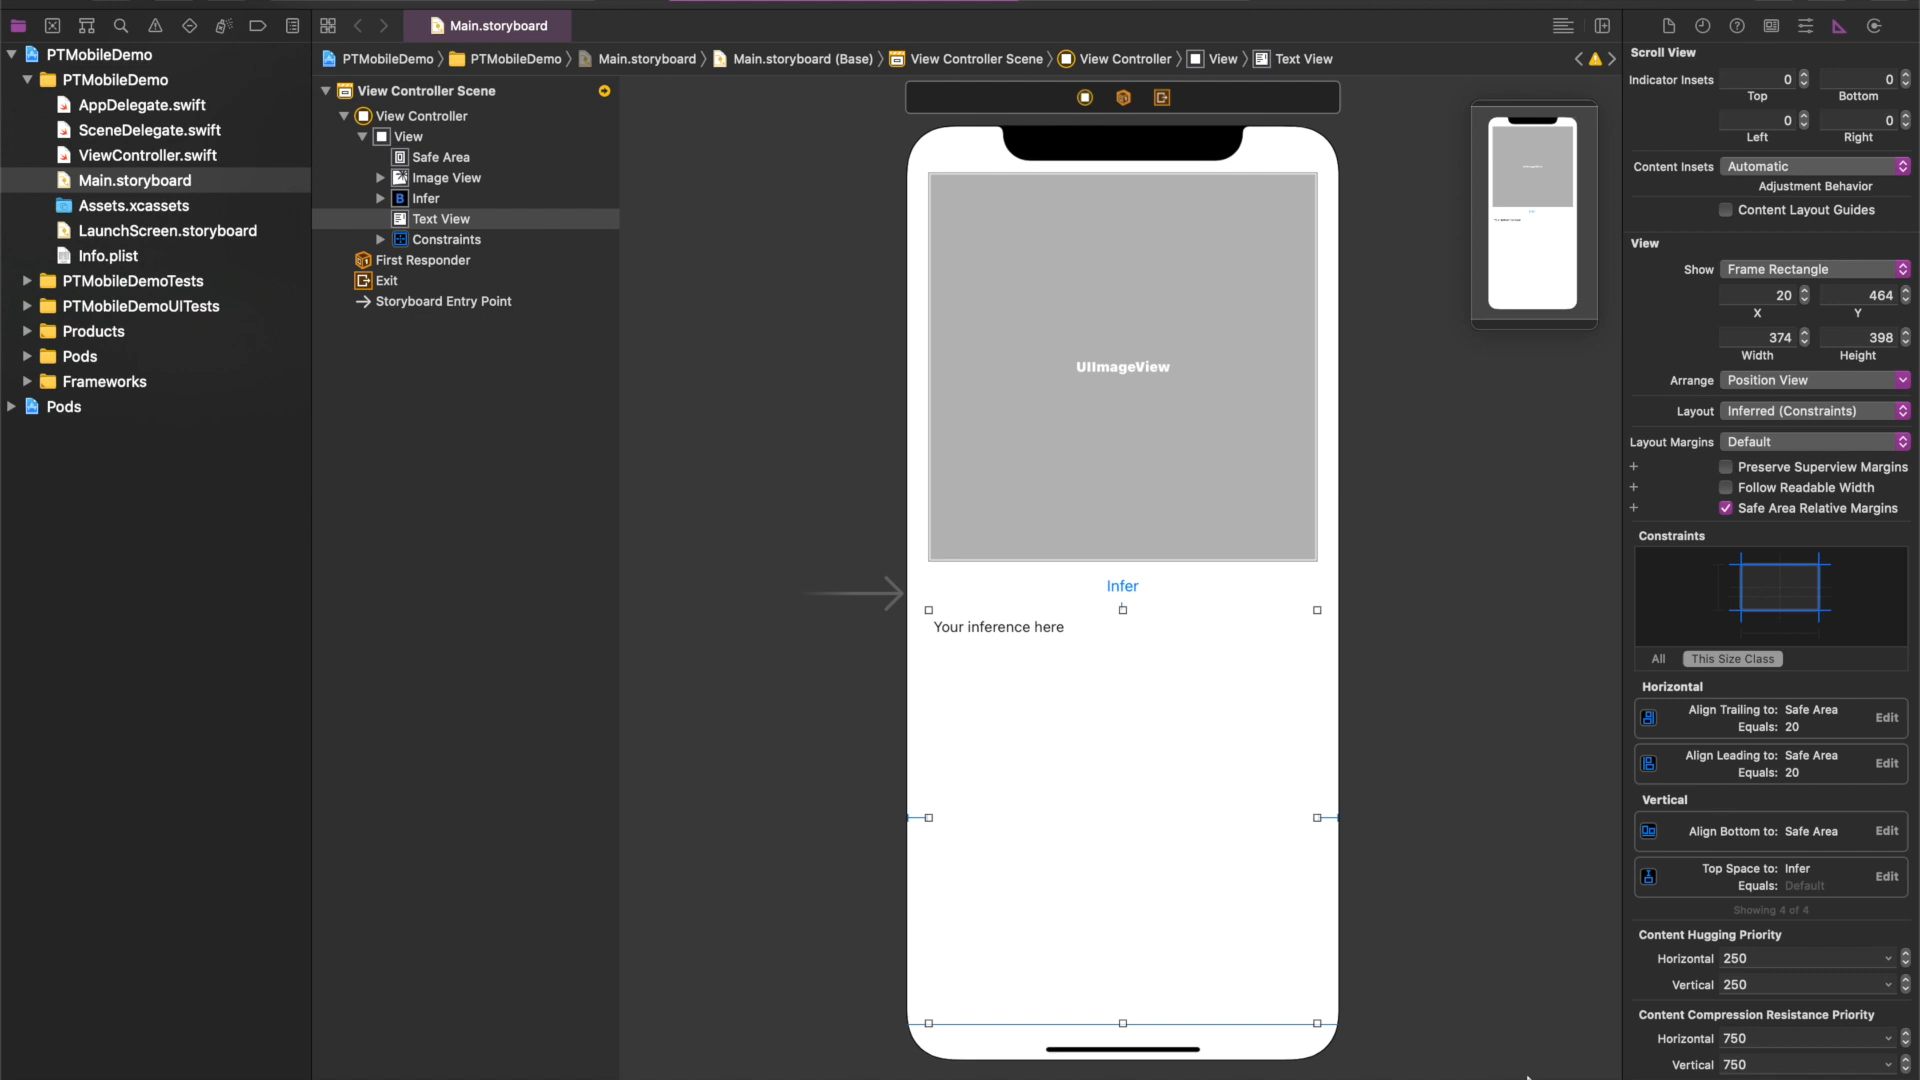 Main.storyboard
PTMobileDemo
PTMobileDemo
AppDelegate.swift
SceneDelegate.swift
ViewController.swift
Main.storyboard
Assets.xcassets
LaunchScreen.storyboard
Info.plist
PTMobileDemoTests
PTMobileDemoUITests
Products
Pods
Frameworks
Pods
PTMobileDemo
PTMobileDemo
Main.storyboard
Main.storyboard (Base)
View Controller Scene
View Controller
View
Text View
View Controller Scene
View Controller
View
Safe Area
Image View
B Infer
Text View
Constraints
First Responder
Exit
Storyboard Entry Point
UIImageView
Infer
Your inference here
Scroll View
Indicator Insets 0 0
Top Bottom
0 0
Left Right
Content Insets Automatic
Adjustment Behavior
Content Layout Guides
View
Show Frame Rectangle
20 464
X Y
374 398
Width Height
Arrange Position View
Layout Inferred (Constraints)
Layout Margins Default
+ Preserve Superview Margins
+ Follow Readable Width
+ Safe Area Relative Margins
Constraints
All This Size Class
Horizontal
Align Trailing to: Safe Area Edit
Equals: 20
Align Leading to: Safe Area Edit
Equals: 20
Vertical
Align Bottom to: Safe Area Edit
Top Space to: Infer Edit
Equals: Default
Showing 4 of 4
Content Hugging Priority
Horizontal 250
Vertical 250
Content Compression Resistance Priority
Horizontal 750
Vertical 750